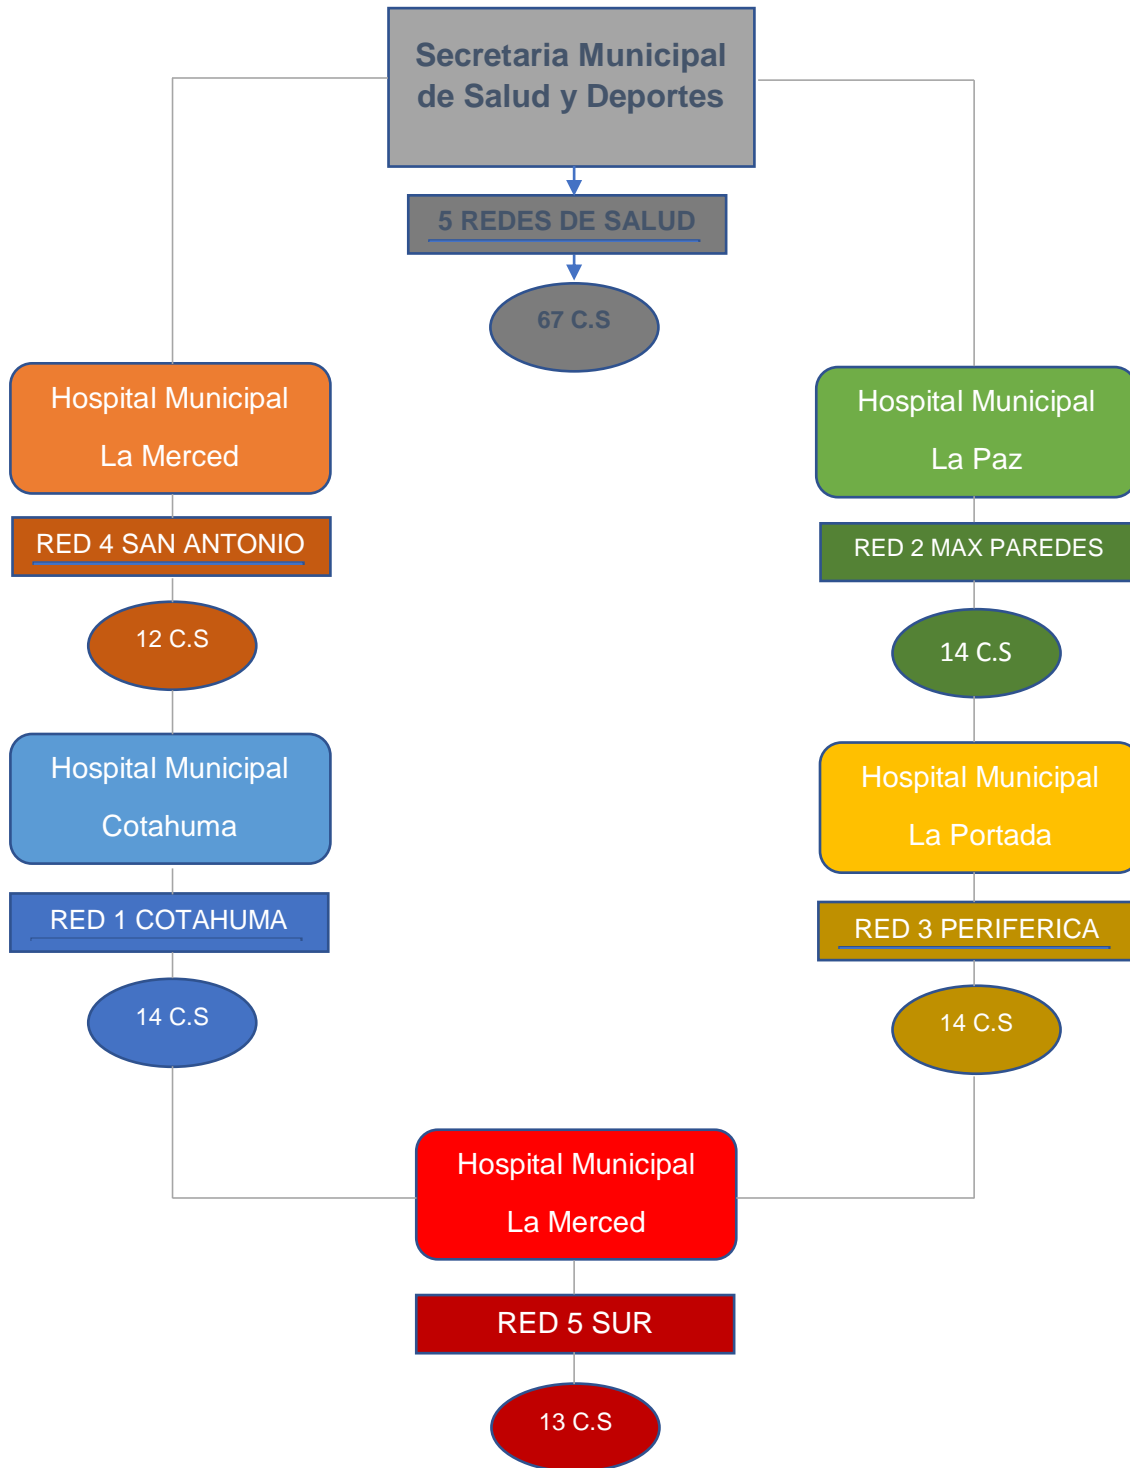 Secretaria Municipal
de Salud y Deportes
5 REDES DE SALUD
67 C.S
Hospital Municipal
La Merced
RED 4 SAN ANTONIO
12 C.S
Hospital Municipal
Cotahuma
RED 1 COTAHUMA
14 C.S
Hospital Municipal
La Paz
RED 2 MAX PAREDES
14 C.S
Hospital Municipal
La Portada
RED 3 PERIFERICA
14 C.S
Hospital Municipal
La Merced
RED 5 SUR
13 C.S